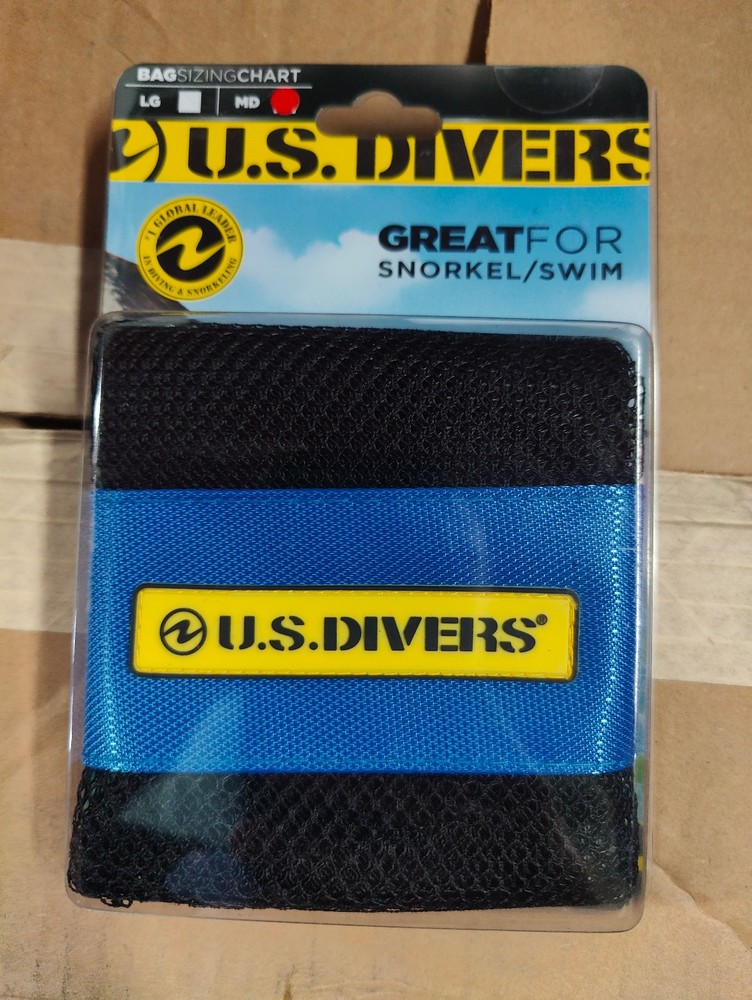 BAGSIZINGCHART
LG MD
U.S. DIVERS
#1 GLOBAL LEADER
IN DIVING & SNORKELING
GREATFOR
SNORKEL/SWIM
U.S.DIVERS®